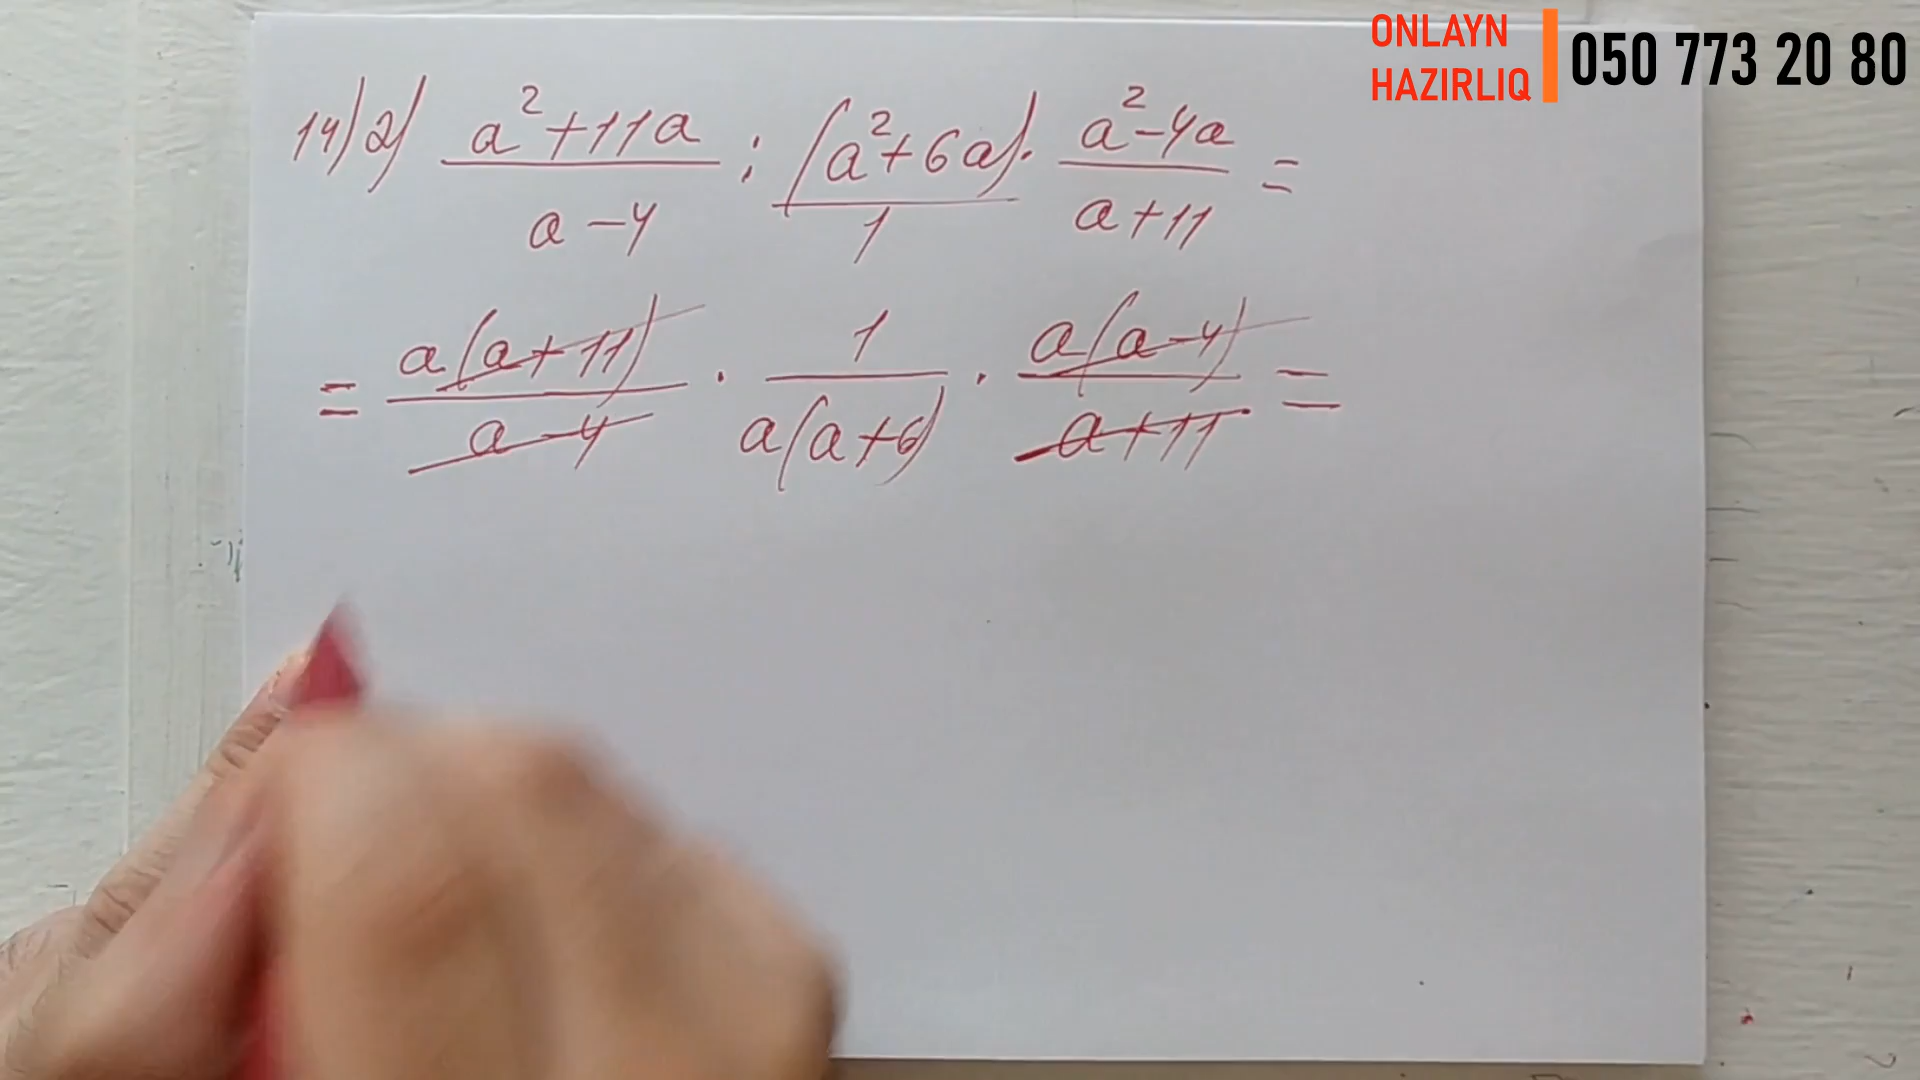 ONLAYN
HAZIRLIQ
050 773 20 80
14) 2) (a²+11a)/(a-4) : (a²+6a)/1 · (a²-4a)/(a+11) =
= a(a+11)/(a-4) · 1/(a(a+6)) · a(a-4)/(a+11) =